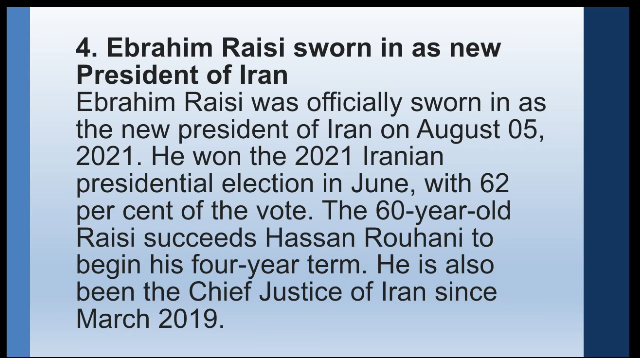 4. Ebrahim Raisi sworn in as new
President of Iran
Ebrahim Raisi was officially sworn in as
the new president of Iran on August 05,
2021. He won the 2021 Iranian
presidential election in June, with 62
per cent of the vote. The 60-year-old
Raisi succeeds Hassan Rouhani to
begin his four-year term. He is also
been the Chief Justice of Iran since
March 2019.